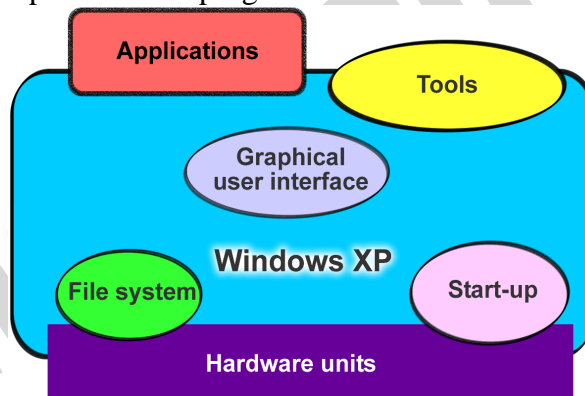 Applications
Tools
Graphical
user interface
Windows XP
File system
Start-up
Hardware units